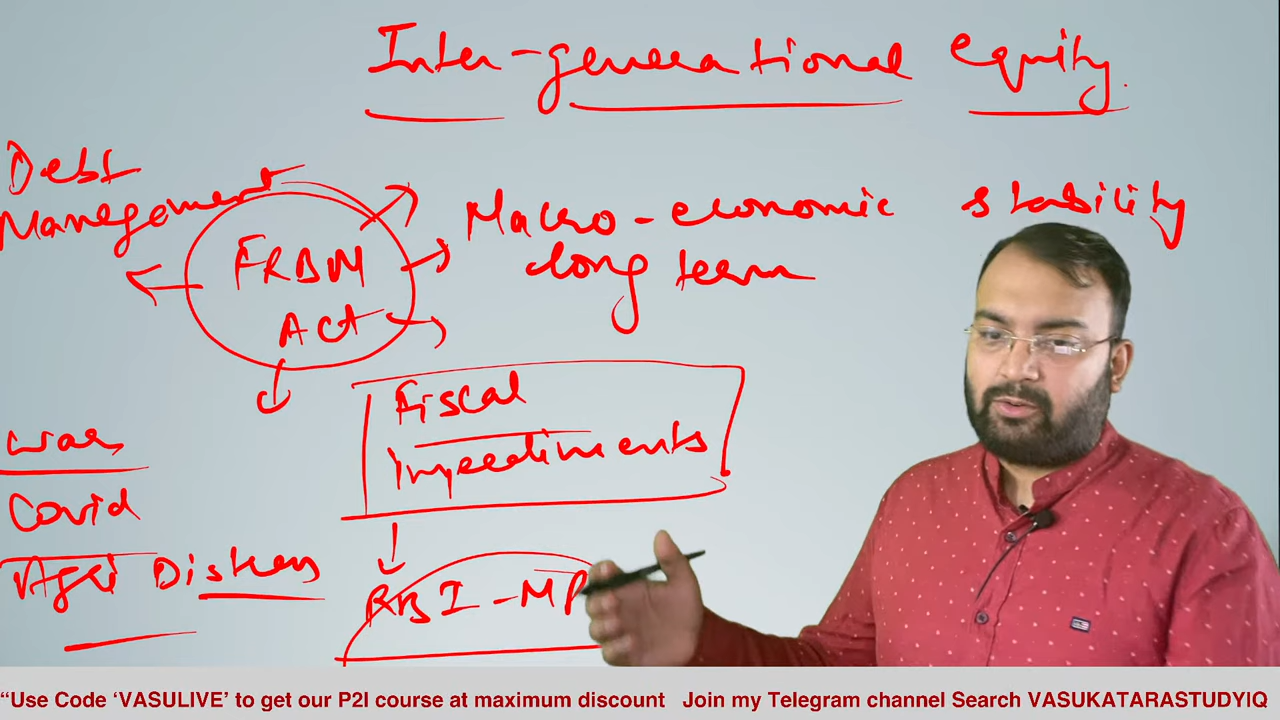 Inter-generational equity.
Debt
Management
FRBM
Act
Macro-economic stability
long term
Fiscal
Impediments
War
Covid
Agri Distress
RBI-MP
“Use Code ‘VASULIVE’ to get our P2I course at maximum discount Join my Telegram channel Search VASUKATARASTUDYIQ